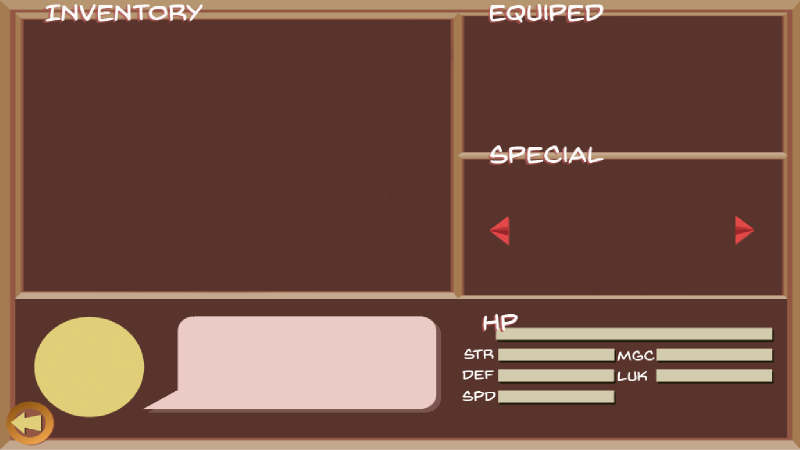 INVENTORY
EQUIPED
SPECIAL
HP
STR
MGC
DEF
LUK
SPD